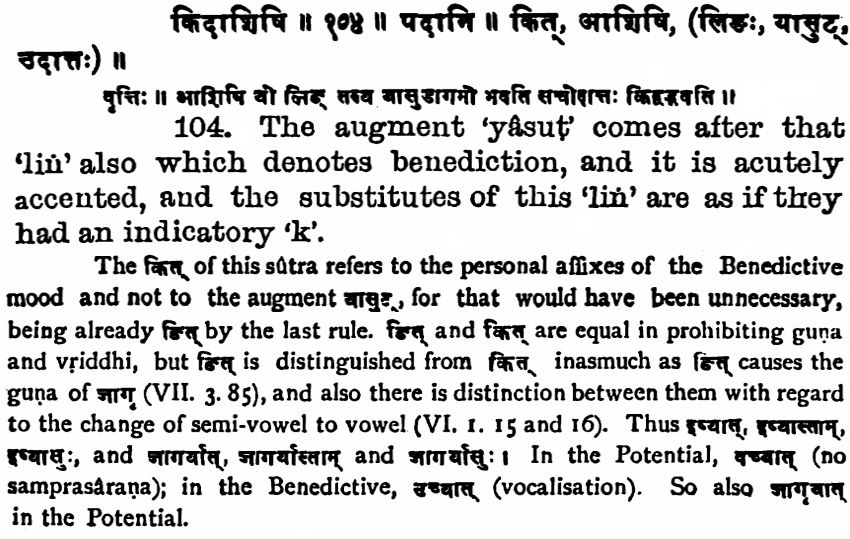 किदाशिषि ॥ १०४ ॥ पदानि ॥ कित्, आशिषि, (लिङः, यासुट्,
उदात्तः) ॥
वृत्तिः ॥ आशिषि यो लिङ् तस्य यासुडागमो भवति सचोदात्तः किद्वद्भवति ॥
104. The augment 'yâsuṭ' comes after that
'liṅ' also which denotes benediction, and it is acutely
accented, and the substitutes of this 'liṅ' are as if they
had an indicatory 'k'.
The कित् of this sûtra refers to the personal affixes of the Benedictive
mood and not to the augment यासुट्, for that would have been unnecessary,
being already ङित् by the last rule. ङित् and कित् are equal in prohibiting guṇa
and vṛiddhi, but ङित् is distinguished from कित् inasmuch as ङित् causes the
guṇa of जागृ (VII. 3. 85), and also there is distinction between them with regard
to the change of semi-vowel to vowel (VI. 1. 15 and 16). Thus इष्यात्, इष्यास्ताम्,
इष्यासुः, and जागर्यात्, जागर्यास्ताम् and जागर्यासुः। In the Potential, वच्यात् (no
samprasâraṇa); in the Benedictive, उच्यात् (vocalisation). So also जागृयात्
in the Potential.